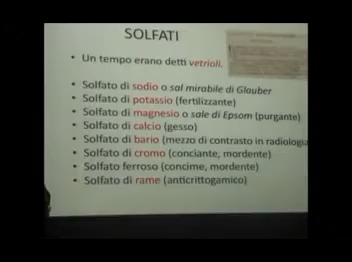 SOLFATI
• Un tempo erano detti vetrioli.
Solfato di sodio o sal mirabile di Glauber
• Solfato di potassio (fertilizzante)
• Solfato di magnesio o sale di Epsom (purgante)
• Solfato di calcio (gesso)
• Solfato di bario (mezzo di contrasto in radiologia
• Solfato di cromo (conciante, mordente)
• Solfato ferroso (concime, mordente)
• Solfato di rame (anticrittogamico)